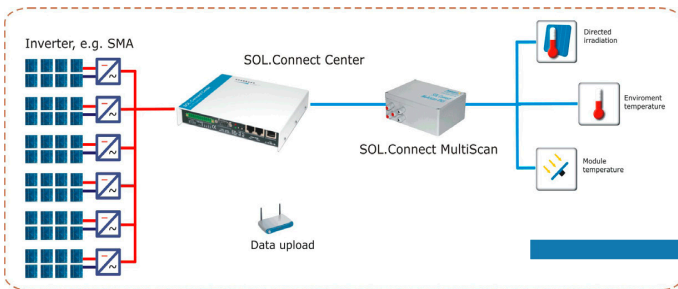 Inverter, e.g. SMA
SOL.Connect Center
SOL.Connect MultiScan
Data upload
Directed
irradiation
Enviroment
temperature
Module
temperature